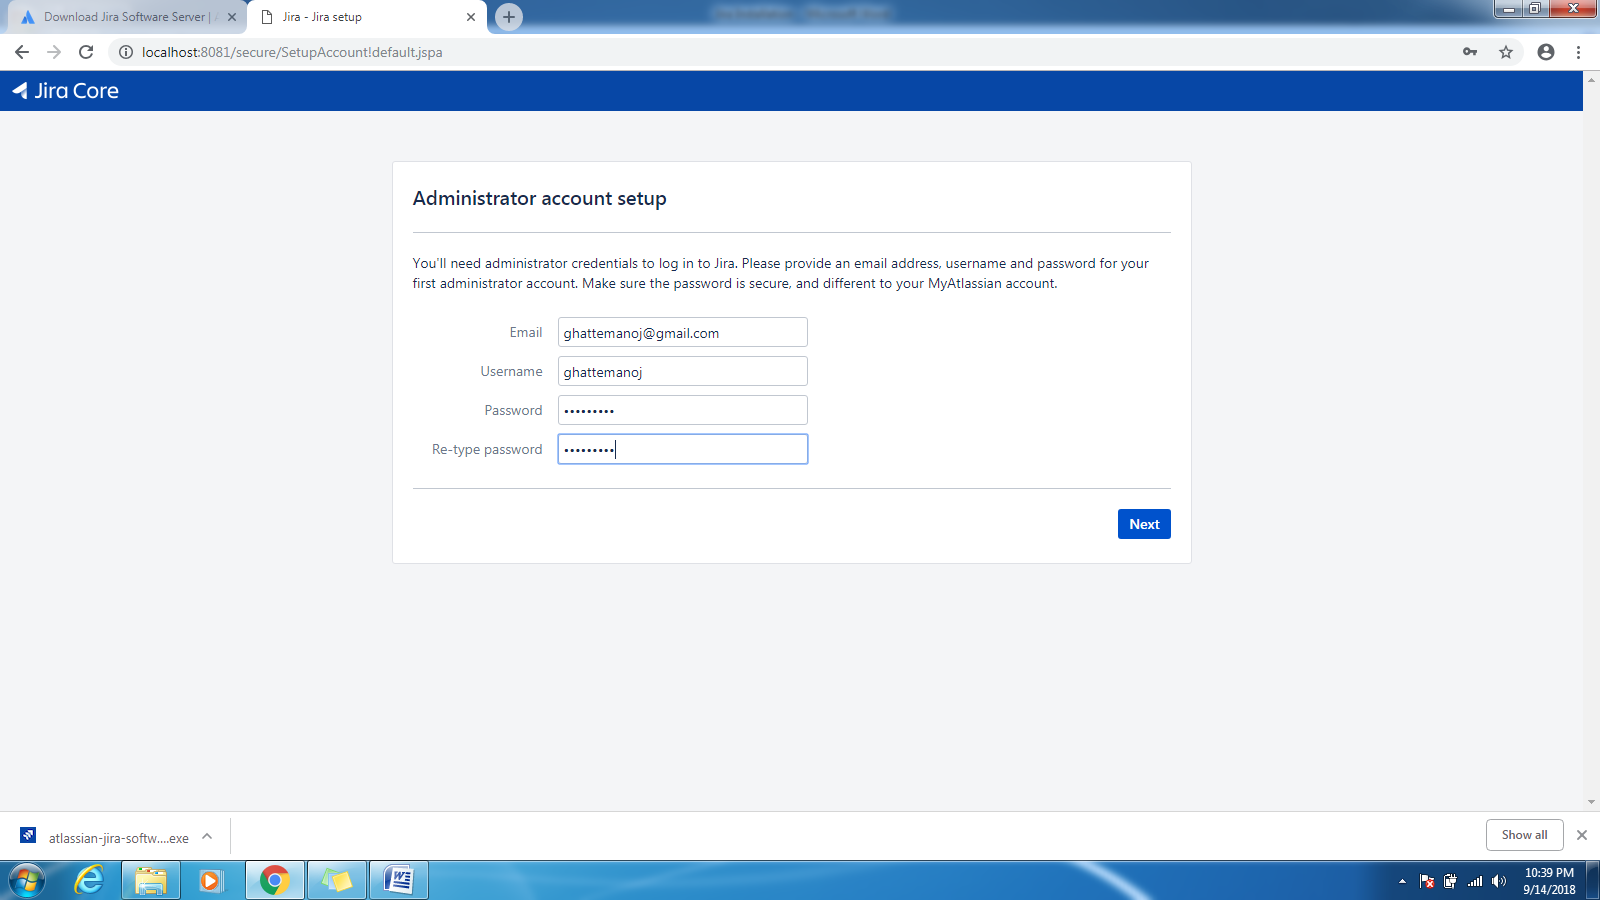 Download Jira Software Server |
Jira - Jira setup
localhost:8081/secure/SetupAccount!default.jspa
Jira Core
Administrator account setup
You'll need administrator credentials to log in to Jira. Please provide an email address, username and password for your
first administrator account. Make sure the password is secure, and different to your MyAtlassian account.
Email ghattemanoj@gmail.com
Username ghattemanoj
Password •••••••••
Re-type password •••••••••
Next
atlassian-jira-softw....exe
Show all
10:39 PM
9/14/2018